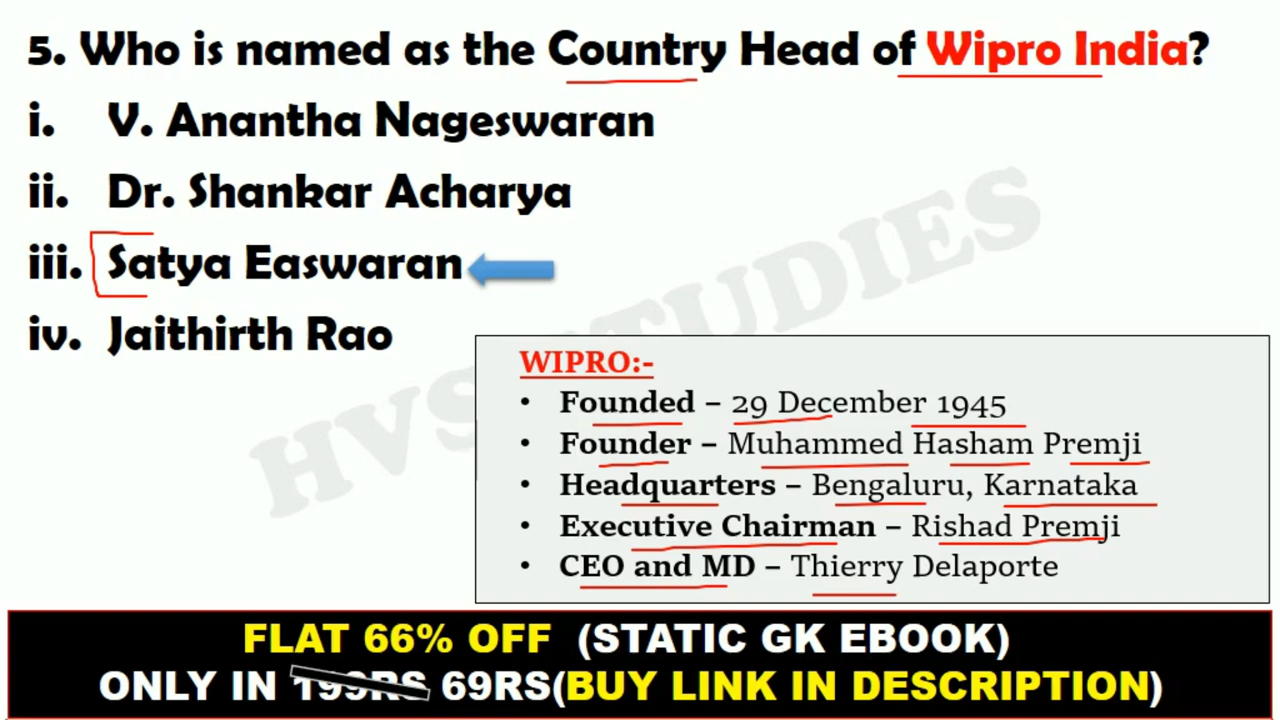 5. Who is named as the Country Head of Wipro India?
i. V. Anantha Nageswaran
ii. Dr. Shankar Acharya
iii. Satya Easwaran
iv. Jaithirth Rao
HVS STUDIES
WIPRO:-
• Founded – 29 December 1945
• Founder – Muhammed Hasham Premji
• Headquarters – Bengaluru, Karnataka
• Executive Chairman – Rishad Premji
• CEO and MD – Thierry Delaporte
FLAT 66% OFF (STATIC GK EBOOK)
ONLY IN 199RS 69RS(BUY LINK IN DESCRIPTION)